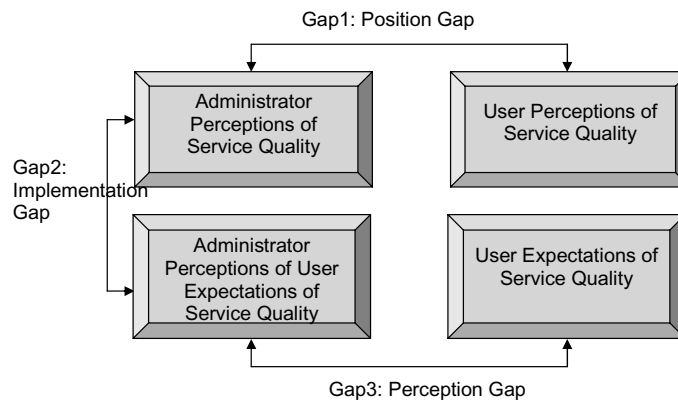 Gap1: Position Gap
Administrator
Perceptions of
Service Quality
User Perceptions of
Service Quality
Gap2:
Implementation
Gap
Administrator
Perceptions of User
Expectations of
Service Quality
User Expectations of
Service Quality
Gap3: Perception Gap